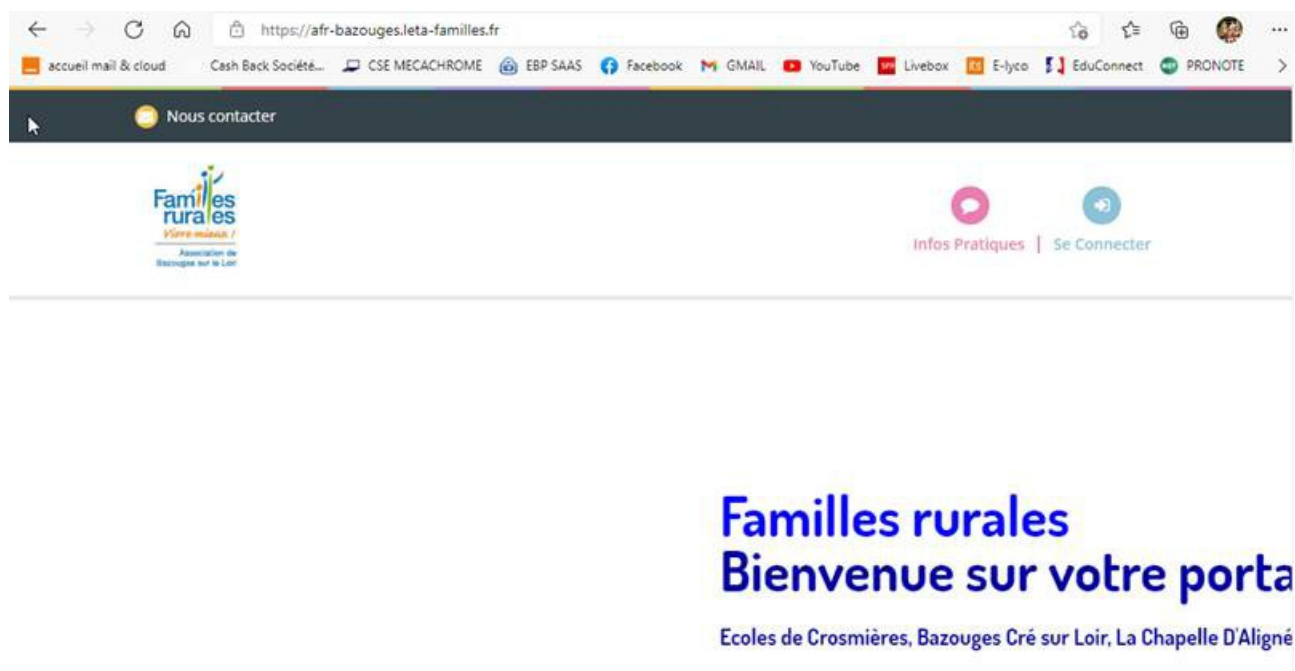 https://afr-bazouges.leta-familles.fr
accueil mail & cloud Cash Back Société... CSE MECACHROME EBP SAAS Facebook GMAIL YouTube Livebox E-lyco EduConnect PRONOTE
Nous contacter
Familles
rurales
Vivre mieux !
Association de
Bazouges sur le Loir
Infos Pratiques | Se Connecter
Familles rurales
Bienvenue sur votre porta
Ecoles de Crosmières, Bazouges Cré sur Loir, La Chapelle D'Aligné